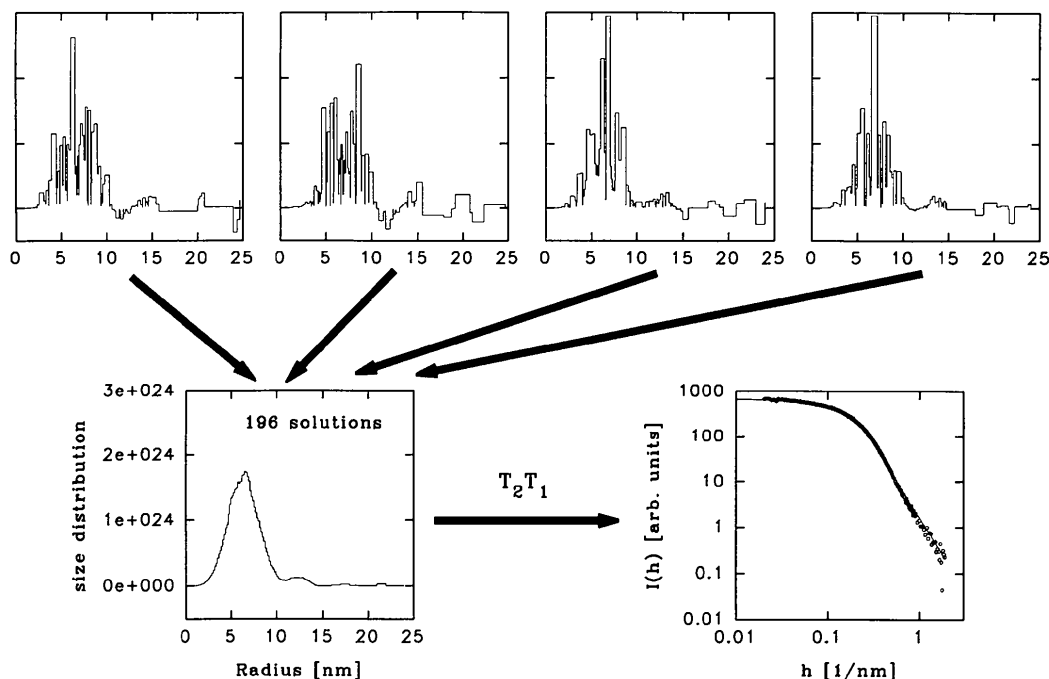 0 5 10 15 20 25
0 5 10 15 20 25
0 5 10 15 20 25
0 5 10 15 20 25
3e+024
2e+024
1e+024
0e+000
size distribution
196 solutions
0 5 10 15 20 25
Radius [nm]
T2T1
1000
100
10
1
0.1
0.01
I(h) [arb. units]
0.01 0.1 1
h [1/nm]